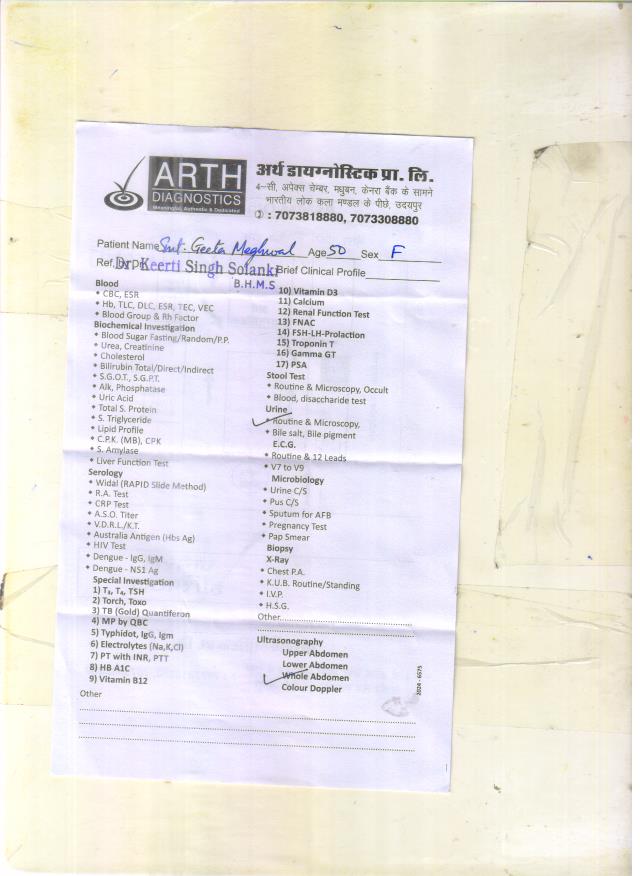 ARTH
DIAGNOSTICS
Meaningful, Authentic & Dedicated
अर्थ डायग्नोस्टिक प्रा. लि.
4-सी, अपेक्स चेम्बर, मधुबन, केनरा बैंक के सामने
भारतीय लोक कला मण्डल के पीछे, उदयपुर
: 7073818880, 7073308880
Patient Name Smt. Geeta Meghwal Age 50 Sex F
Ref. Dr Keerti Singh Solanki Brief Clinical Profile
B.H.M.S
Blood
CBC, ESR
Hb, TLC, DLC, ESR, TEC, VEC
Blood Group & Rh Factor
Biochemical Investigation
Blood Sugar Fasting/Random/P.P.
Urea, Creatinine
Cholesterol
Bilirubin Total/Direct/Indirect
S.G.O.T., S.G.P.T.
Alk, Phosphatase
Uric Acid
Total S. Protein
S. Triglyceride
Lipid Profile
C.P.K. (MB), CPK
S. Amylase
Liver Function Test
Serology
Widal (RAPID Slide Method)
R.A. Test
CRP Test
A.S.O. Titer
V.D.R.L./K.T.
Australia Antigen (Hbs Ag)
HIV Test
Dengue - IgG, IgM
Dengue - NS1 Ag
Special Investigation
1) T₃, T₄, TSH
2) Torch, Toxo
3) TB (Gold) Quantiferon
4) MP by QBC
5) Typhidot, IgG, Igm
6) Electrolytes (Na,K,Cl)
7) PT with INR, PTT
8) HB A1C
9) Vitamin B12
Other
10) Vitamin D3
11) Calcium
12) Renal Function Test
13) FNAC
14) FSH-LH-Prolaction
15) Troponin T
16) Gamma GT
17) PSA
Stool Test
Routine & Microscopy, Occult
Blood, disaccharide test
Urine
Routine & Microscopy,
Bile salt, Bile pigment
E.C.G.
Routine & 12 Leads
V7 to V9
Microbiology
Urine C/S
Pus C/S
Sputum for AFB
Pregnancy Test
Pap Smear
Biopsy
X-Ray
Chest P.A.
K.U.B. Routine/Standing
I.V.P.
H.S.G.
Other
Ultrasonography
Upper Abdomen
Lower Abdomen
Whole Abdomen
Colour Doppler
2024 - 6575